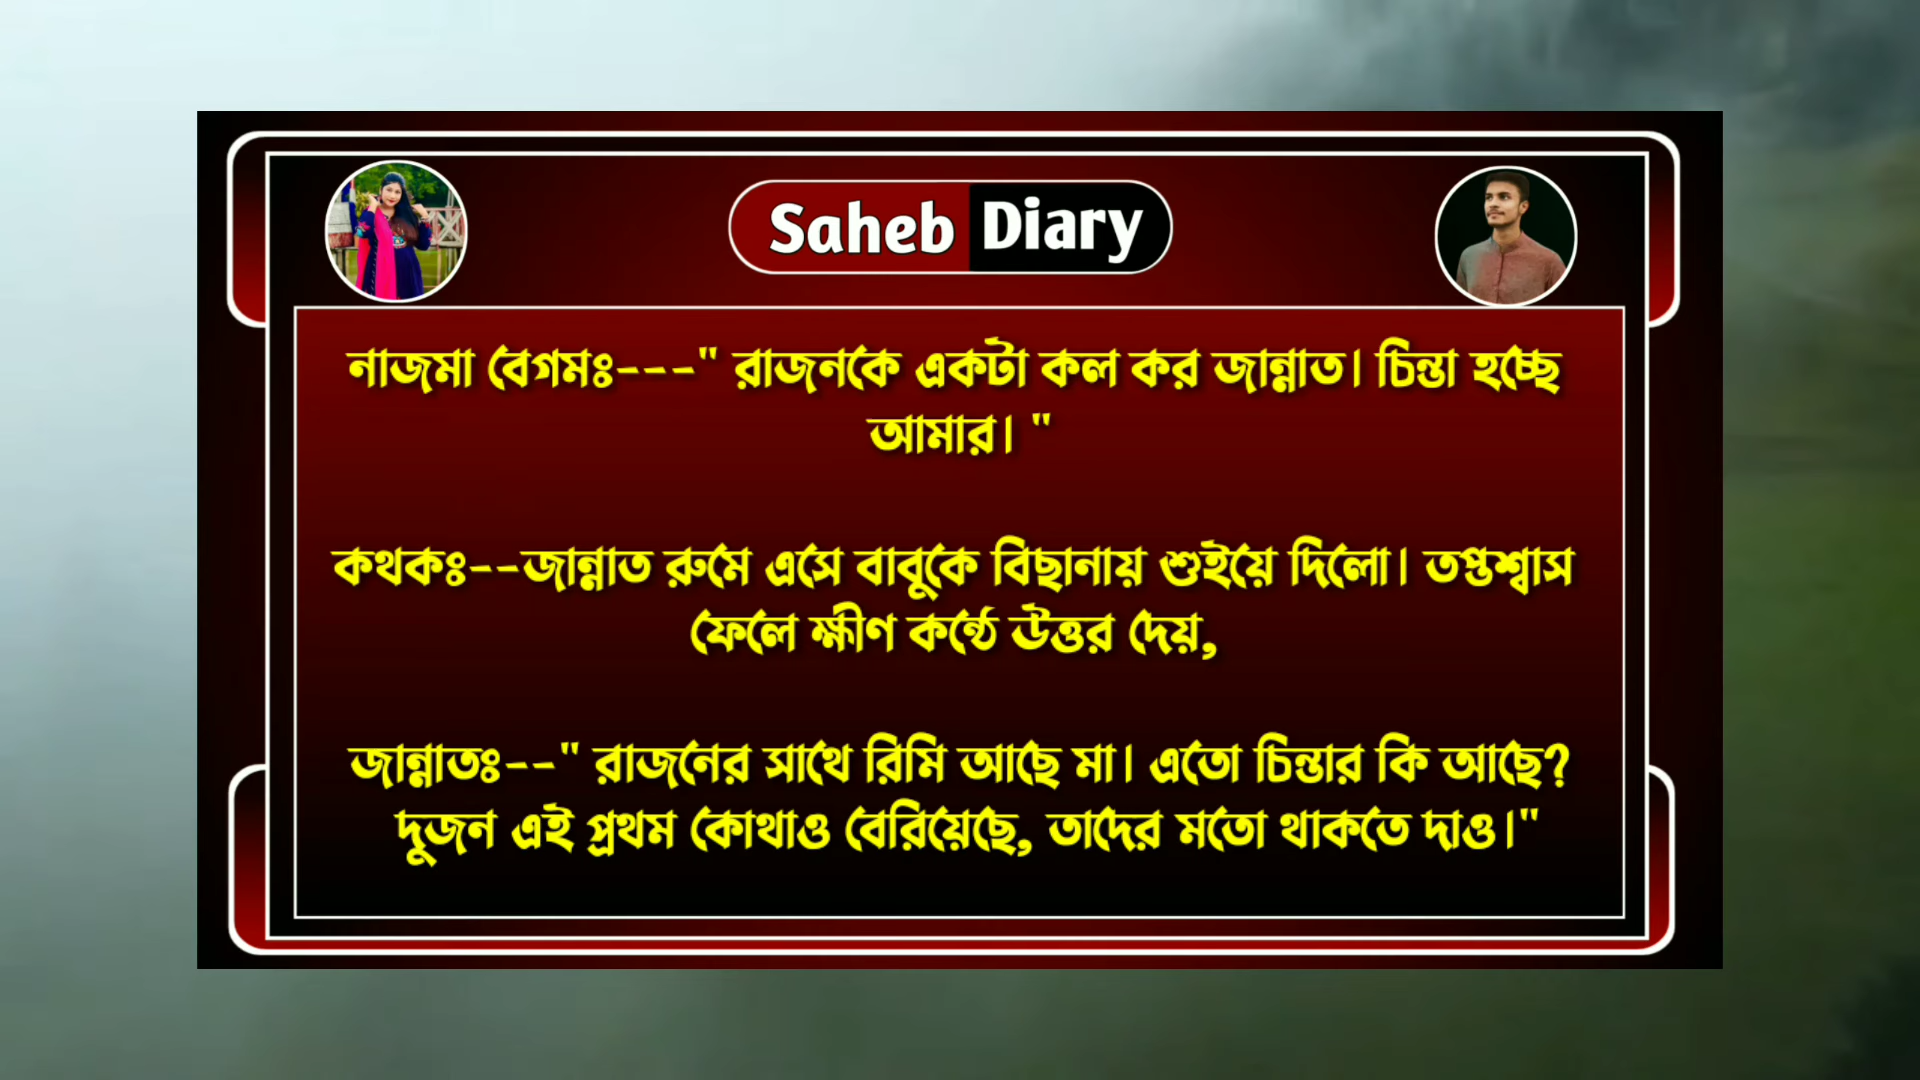 Saheb Diary
নাজমা বেগমঃ---" রাজনকে একটা কল কর জান্নাত। চিন্তা হচ্ছে
আমার। "
কথকঃ--জান্নাত রুমে এসে বাবুকে বিছানায় শুইয়ে দিলো। তপ্তশ্বাস
ফেলে ক্ষীণ কন্ঠে উত্তর দেয়,
জান্নাতঃ--" রাজনের সাথে রিমি আছে মা। এতো চিন্তার কি আছে?
দুজন এই প্রথম কোথাও বেরিয়েছে, তাদের মতো থাকতে দাও।"